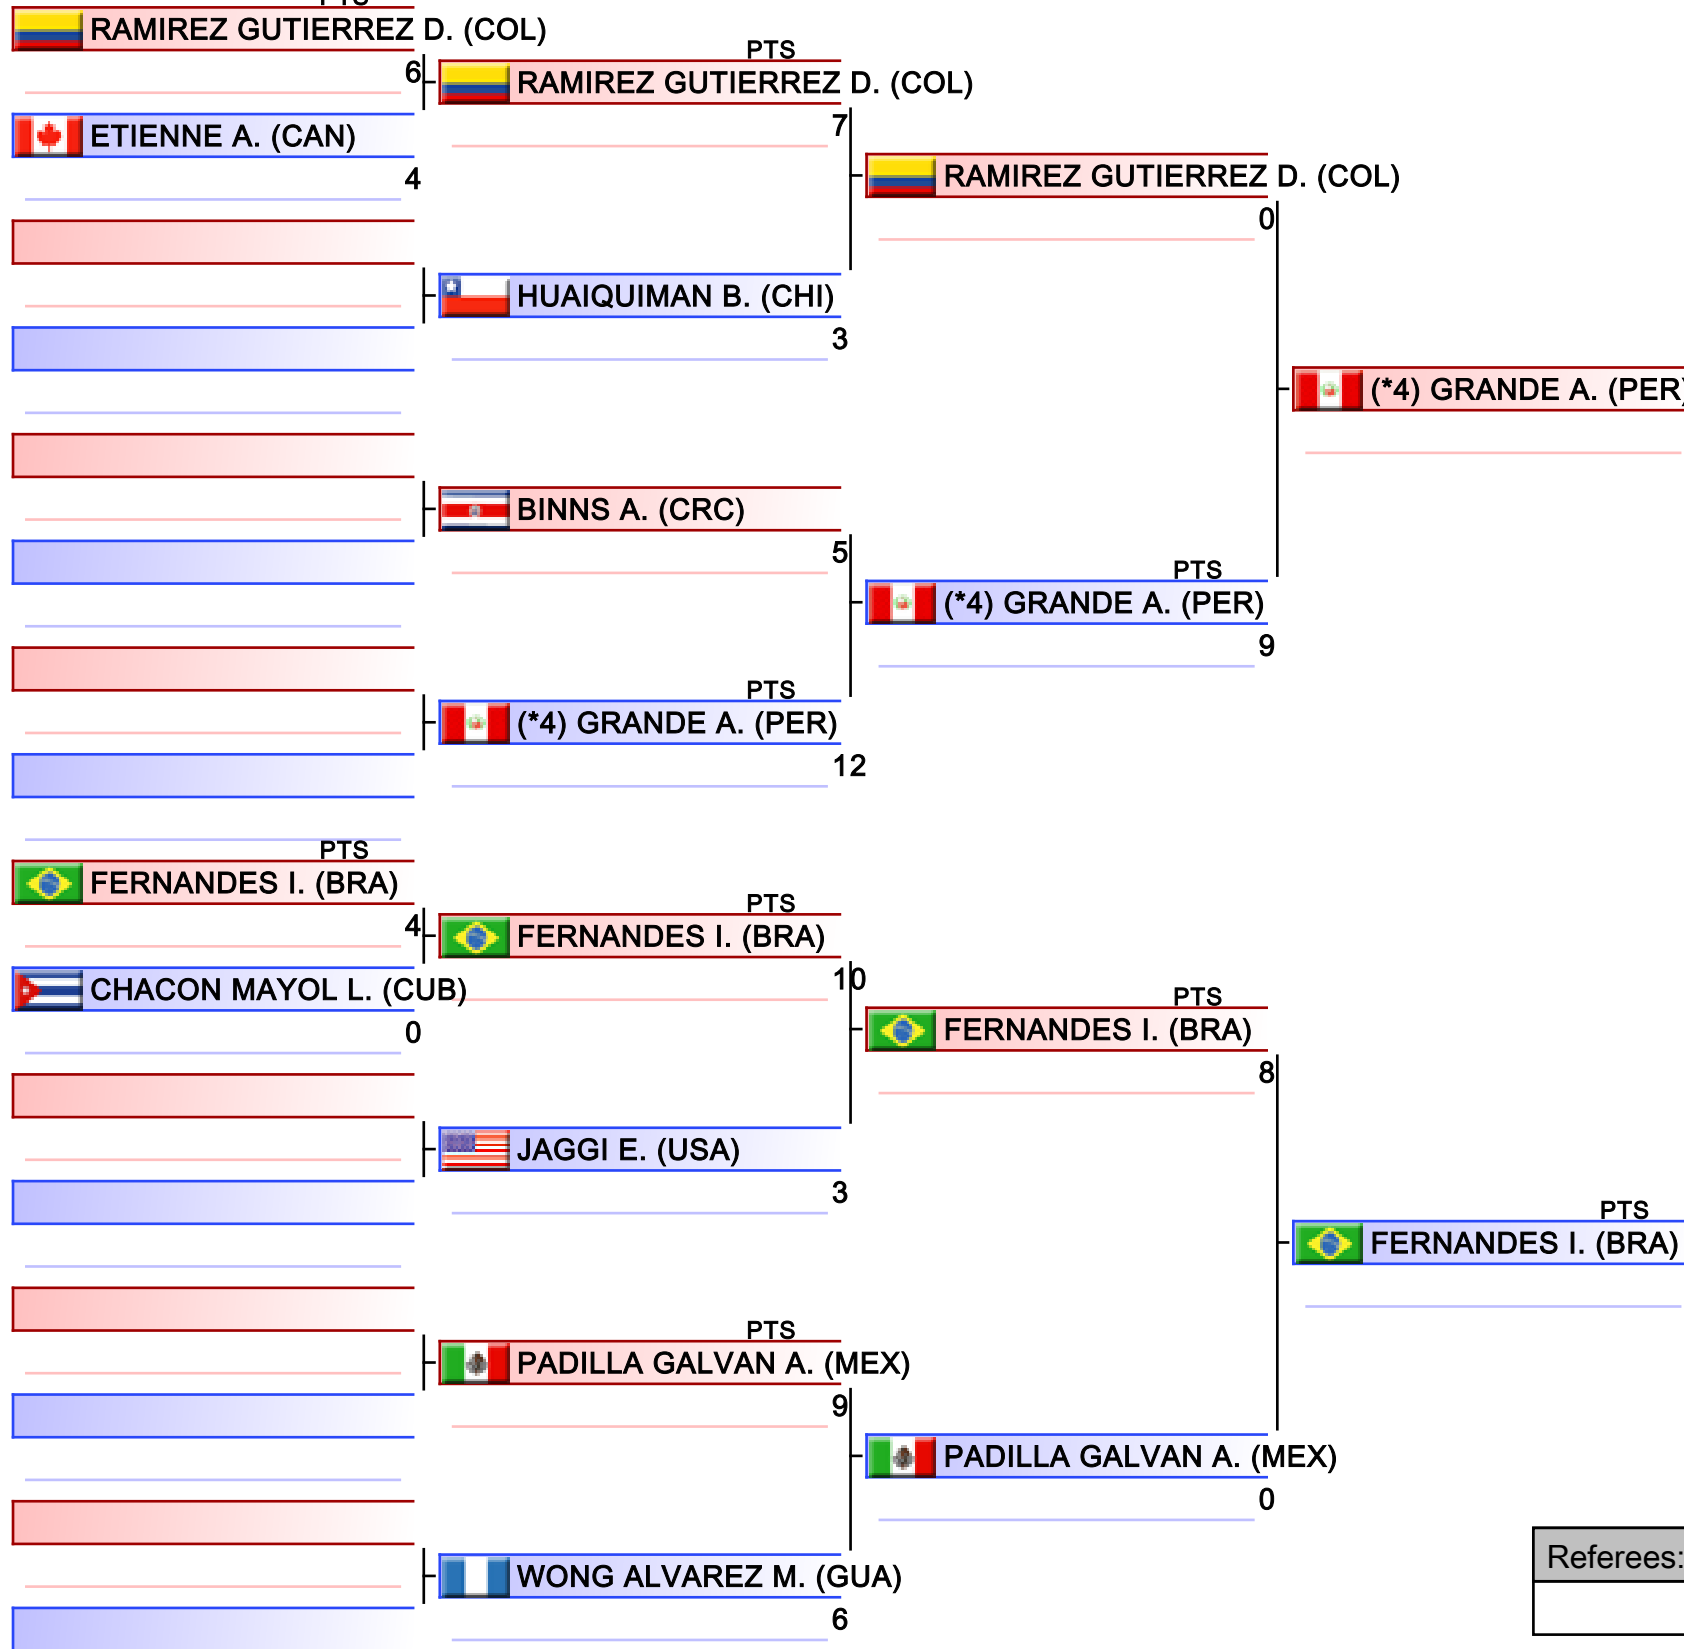 PTS
RAMIREZ GUTIERREZ D. (COL)
6
ETIENNE A. (CAN)
4
PTS
FERNANDES I. (BRA)
4
CHACON MAYOL L. (CUB)
0
PTS
RAMIREZ GUTIERREZ D. (COL)
7
HUAIQUIMAN B. (CHI)
3
BINNS A. (CRC)
5
PTS
(*4) GRANDE A. (PER)
12
PTS
FERNANDES I. (BRA)
10
JAGGI E. (USA)
3
PTS
PADILLA GALVAN A. (MEX)
9
WONG ALVAREZ M. (GUA)
6
RAMIREZ GUTIERREZ D. (COL)
0
PTS
(*4) GRANDE A. (PER)
9
PTS
FERNANDES I. (BRA)
8
PADILLA GALVAN A. (MEX)
0
(*4) GRANDE A. (PER)
PTS
FERNANDES I. (BRA)
Referees: